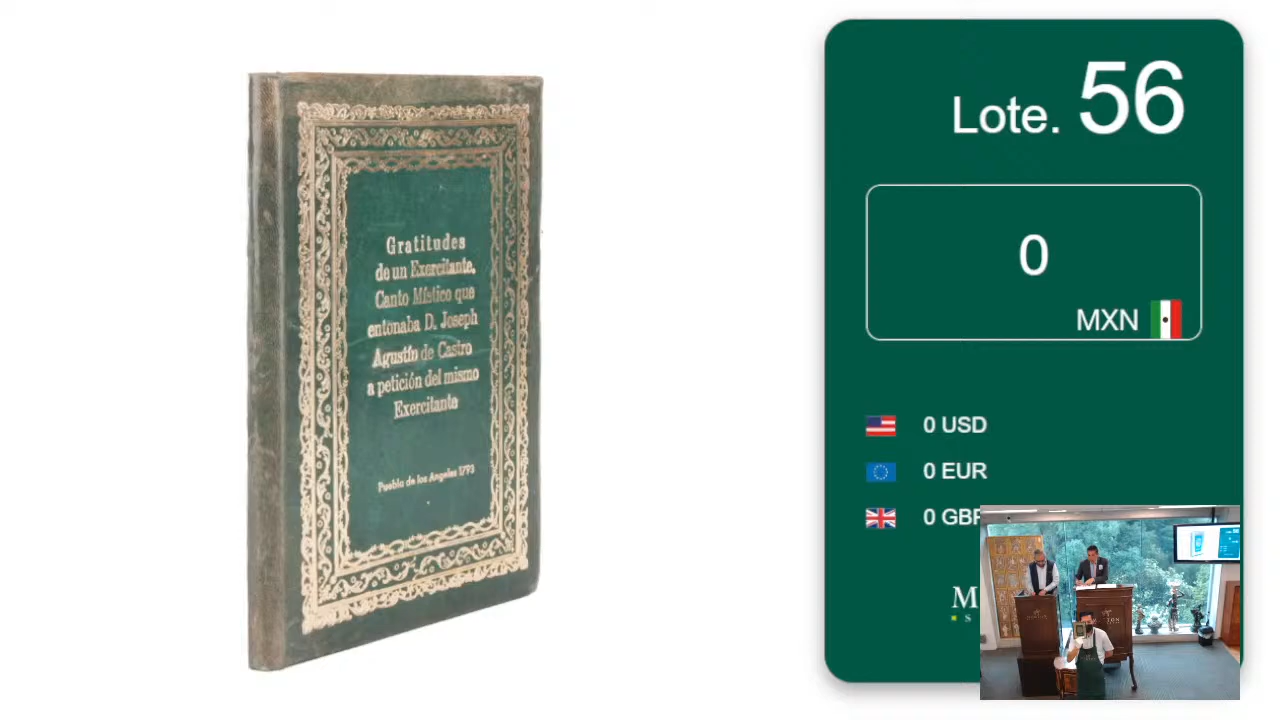 Gratitudes
de un Exercitante.
Canto Místico que
entonaba D. Joseph
Agustín de Castro
a petición del mismo
Exercitante
Puebla de los Angeles 1793
Lote. 56
0
MXN
0 USD
0 EUR
0 GBP
M
S